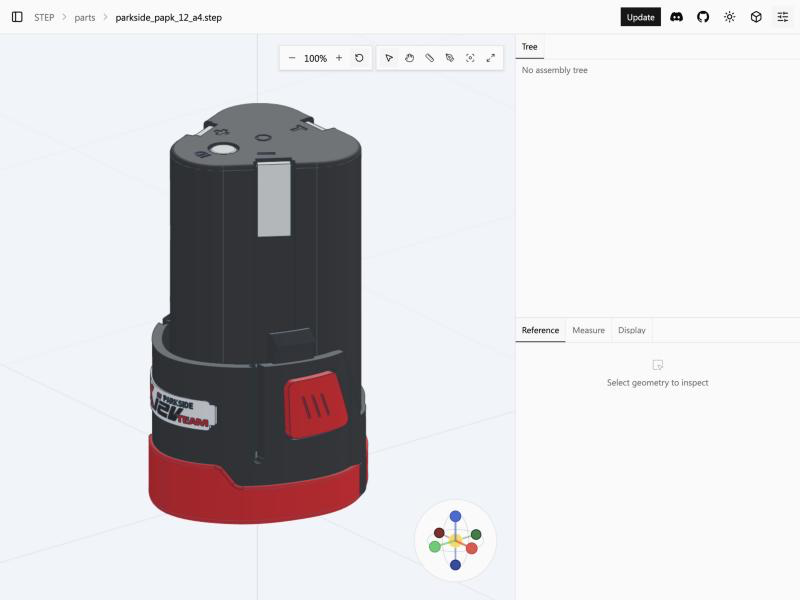 STEP > parts > parkside_papk_12_a4.step
Update
100%
Tree
No assembly tree
Reference Measure Display
Select geometry to inspect
PARKSIDE
12V TEAM